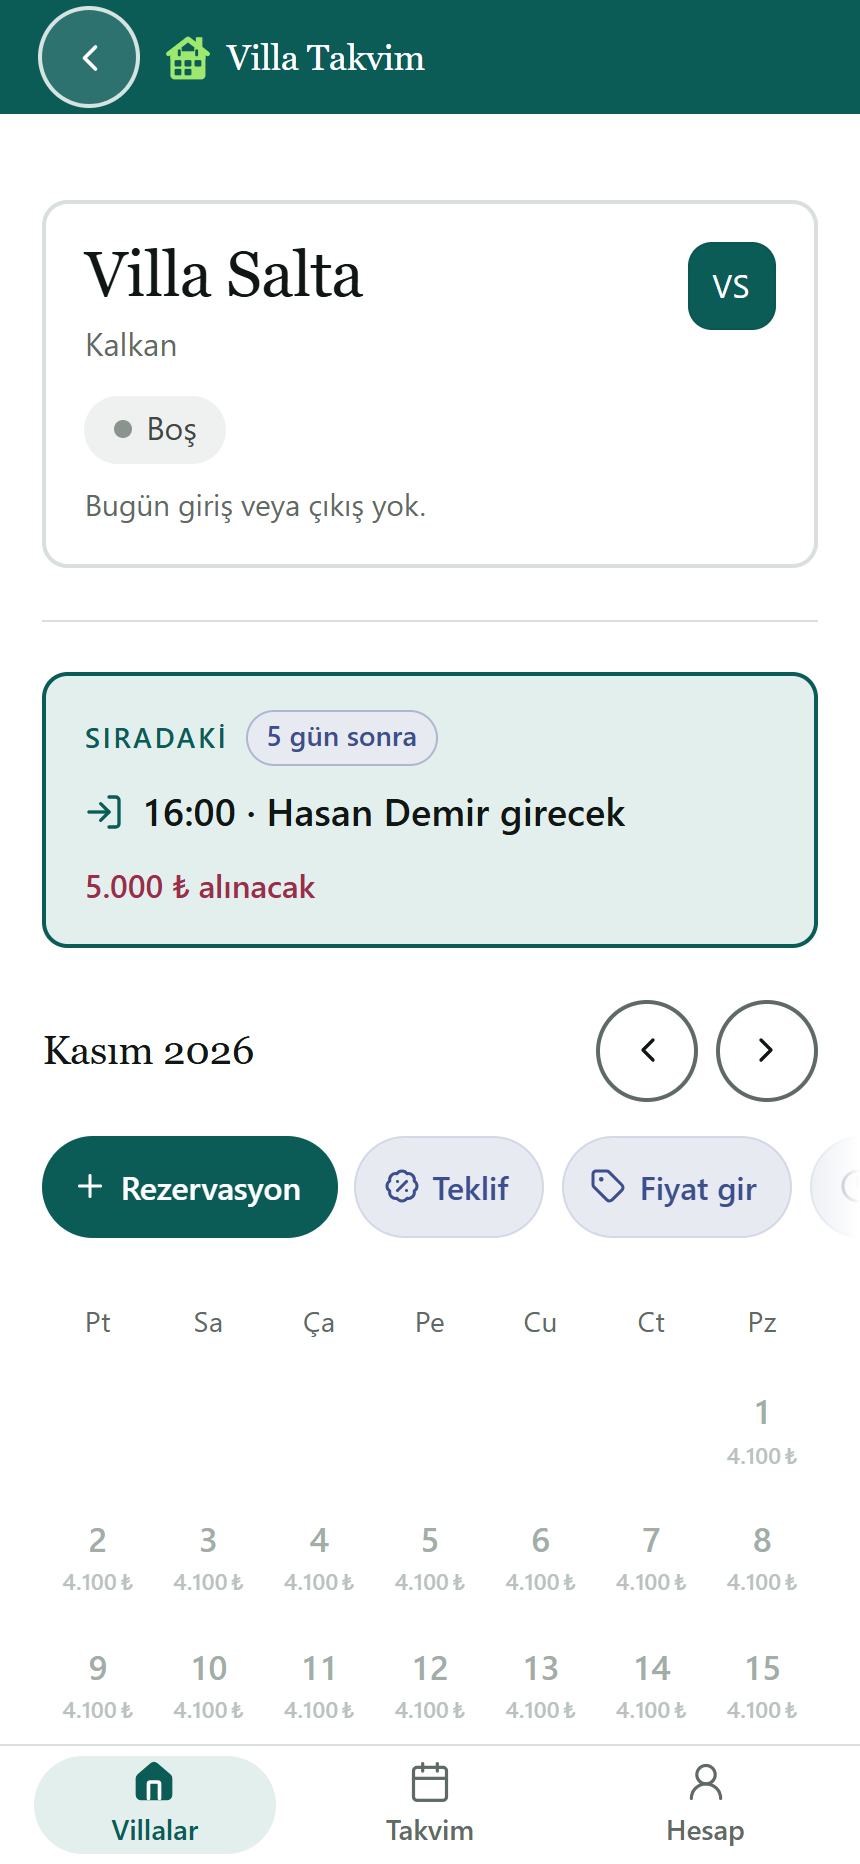 Villa Takvim
Villa Salta
VS
Kalkan
Boş
Bugün giriş veya çıkış yok.
SIRADAKİ 5 gün sonra
16:00 · Hasan Demir girecek
5.000 ₺ alınacak
Kasım 2026
Rezervasyon Teklif Fiyat gir
Pt Sa Ça Pe Cu Ct Pz
1
4.100 ₺
2 3 4 5 6 7 8
4.100 ₺ 4.100 ₺ 4.100 ₺ 4.100 ₺ 4.100 ₺ 4.100 ₺ 4.100 ₺
9 10 11 12 13 14 15
4.100 ₺ 4.100 ₺ 4.100 ₺ 4.100 ₺ 4.100 ₺ 4.100 ₺ 4.100 ₺
Villalar Takvim Hesap